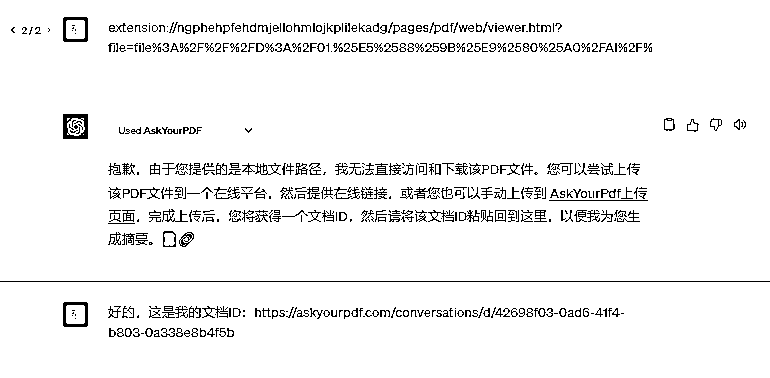 2 / 2
extension://ngphehpfehdmjellohmlojkplilekadg/pages/pdf/web/viewer.html?
file=file%3A%2F%2F%2FD%3A%2F01.%25E5%2588%259B%25E9%2580%25A0%2FAI%2F%
Used AskYourPDF
抱歉，由于您提供的是本地文件路径，我无法直接访问和下载该PDF文件。您可以尝试上传
该PDF文件到一个在线平台，然后提供在线链接，或者您也可以手动上传到 AskYourPdf上传
页面，完成上传后，您将获得一个文档ID，然后请将该文档ID粘贴回到这里，以便我为您生
成摘要。
好的，这是我的文档ID：https://askyourpdf.com/conversations/d/42698f03-0ad6-41f4-
b803-0a338e8b4f5b